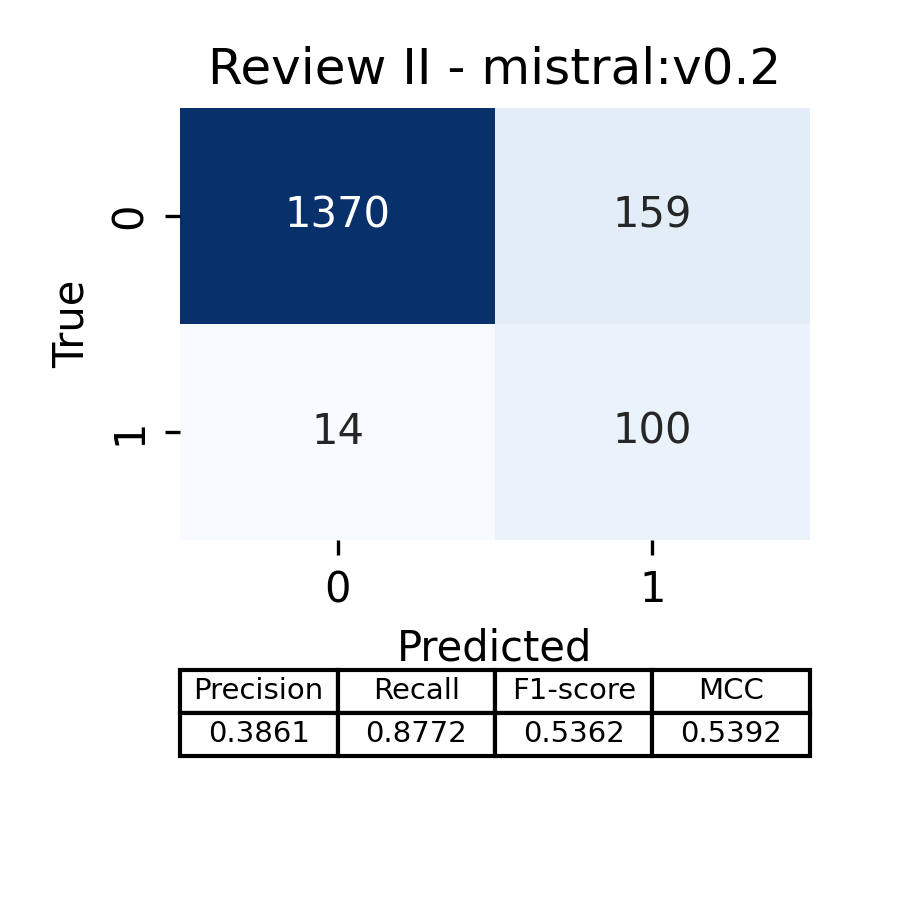 Review II - mistral:v0.2
0 1370 159
True
1 14 100
0 1
Predicted
Precision Recall F1-score MCC
0.3861 0.8772 0.5362 0.5392